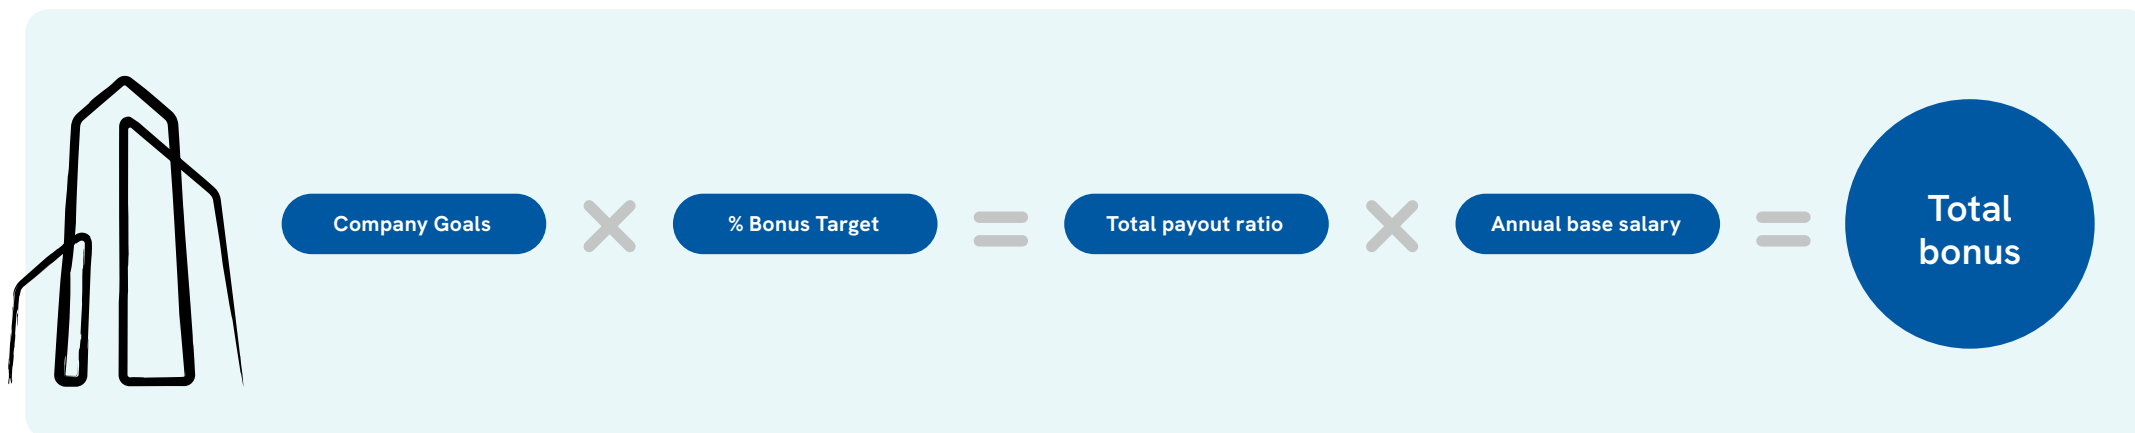 Company Goals
% Bonus Target
Total payout ratio
Annual base salary
Total
bonus